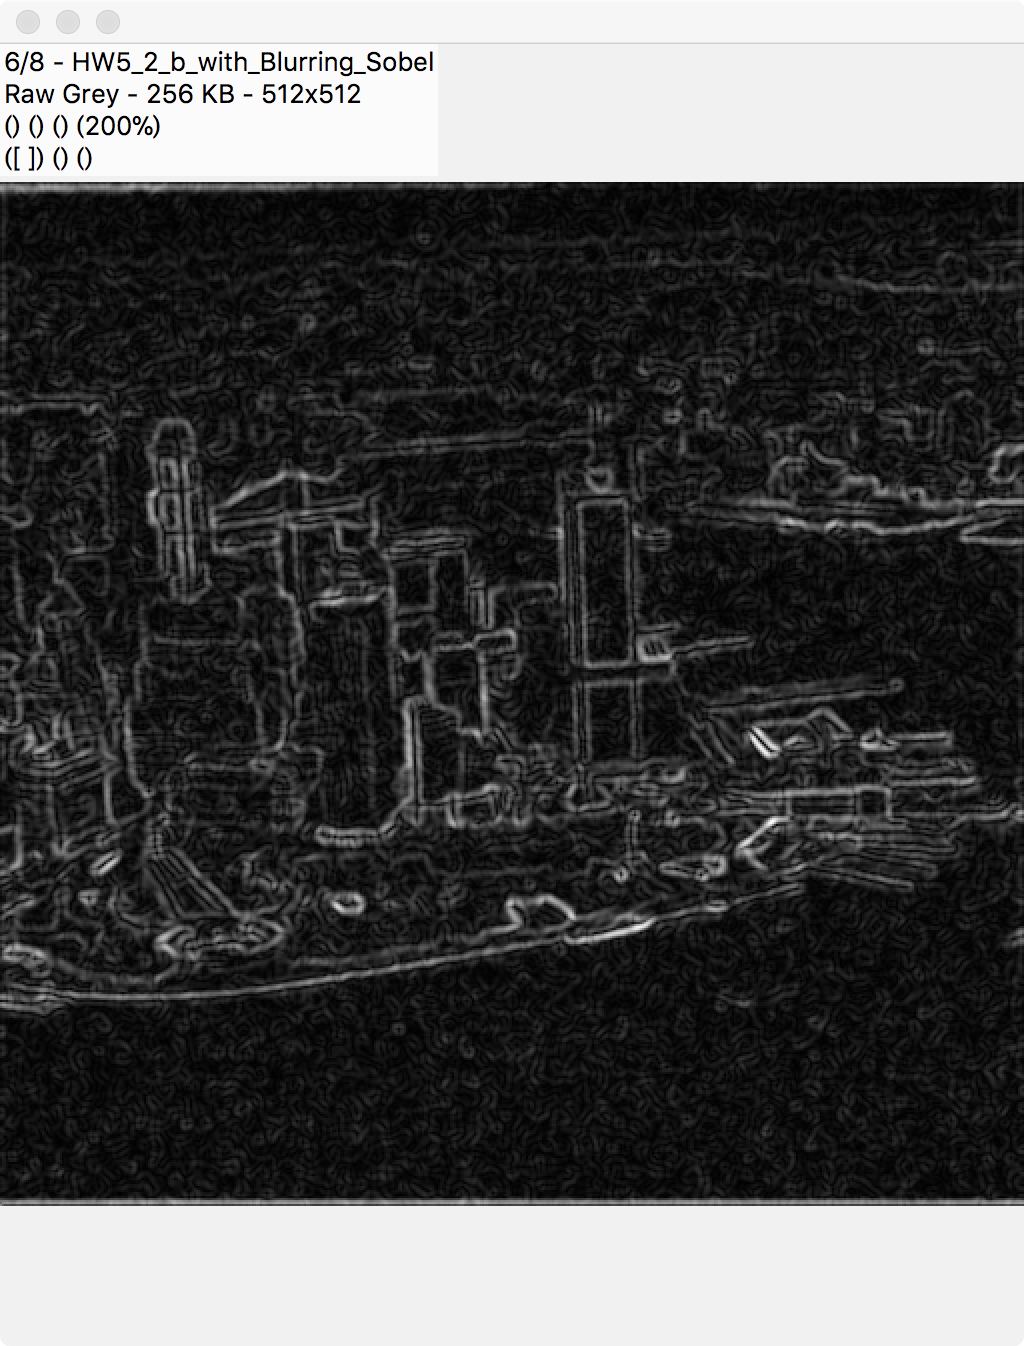 6/8 - HW5_2_b_with_Blurring_Sobel
Raw Grey - 256 KB - 512x512
() () () (200%)
([ ]) () ()